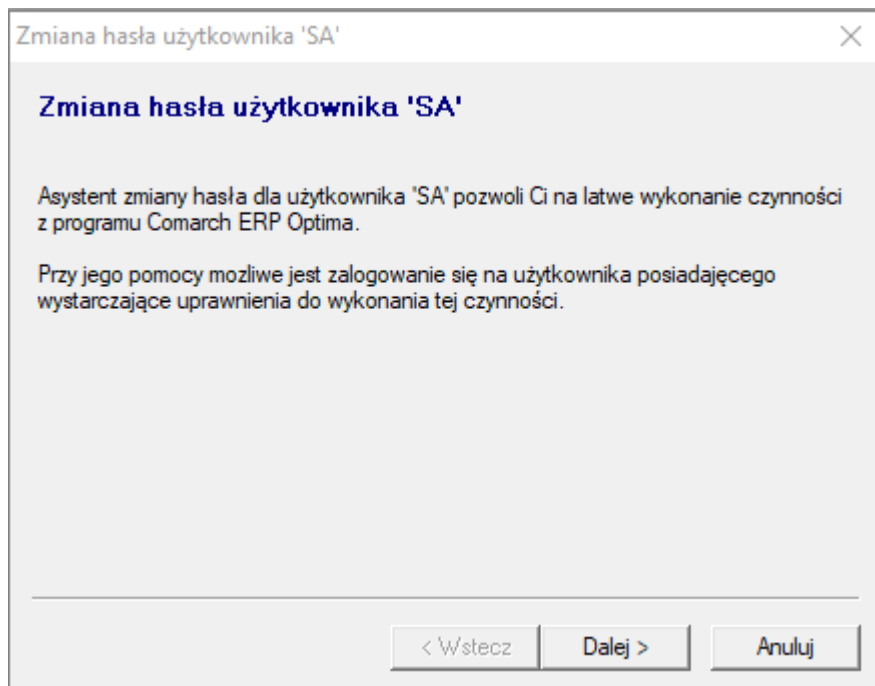 Zmiana hasła użytkownika 'SA'
Zmiana hasła użytkownika 'SA'
Asystent zmiany hasła dla użytkownika 'SA' pozwoli Ci na latwe wykonanie czynności
z programu Comarch ERP Optima.
Przy jego pomocy mozliwe jest zalogowanie się na użytkownika posiadającego
wystarczające uprawnienia do wykonania tej czynności.
< Wstecz Dalej > Anuluj